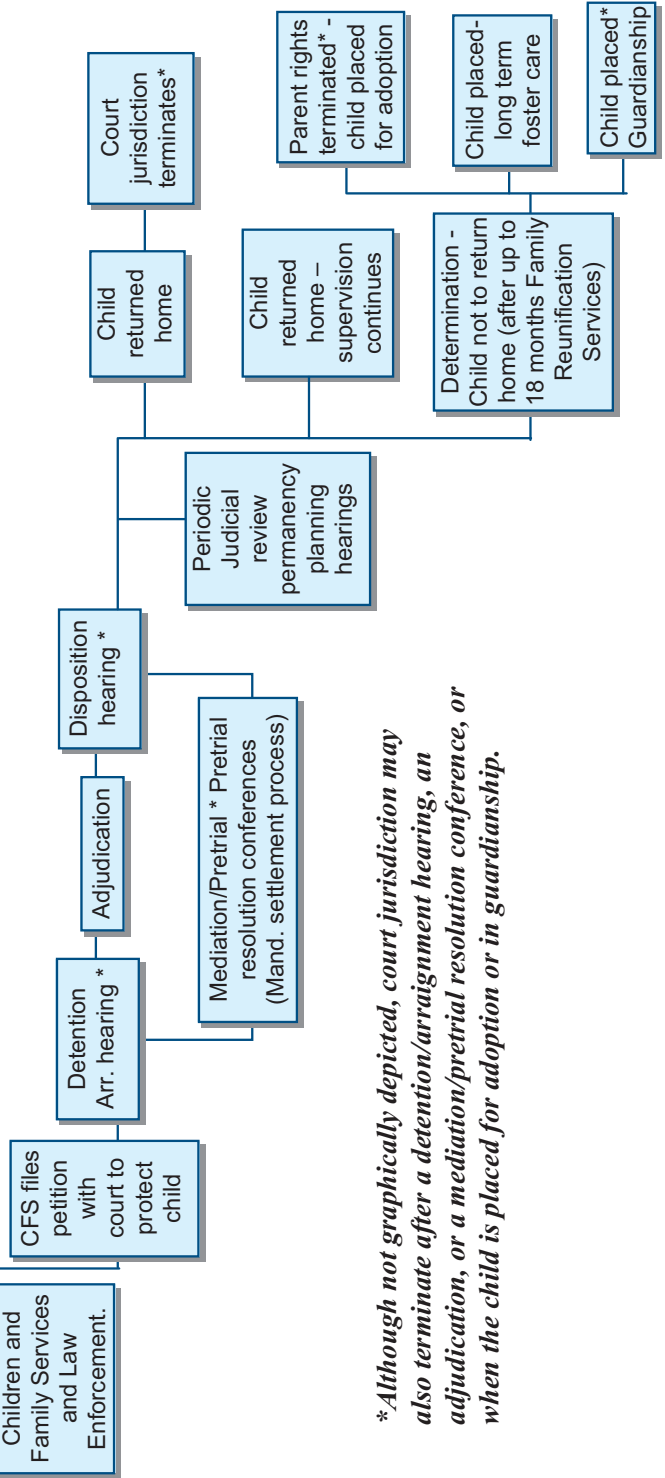 Children and
Family Services
and Law
Enforcement.
CFS files
petition
with
court to
protect
child
Detention
Arr. hearing *
Adjudication
Mediation/Pretrial * Pretrial
resolution conferences
(Mand. settlement process)
Disposition
hearing *
Periodic
Judicial
review
permanency
planning
hearings
Child
returned
home
Court
jurisdiction
terminates*
Child
returned
home –
supervision
continues
Determination -
Child not to return
home (after up to
18 months Family
Reunification
Services)
Parent rights
terminated* -
child placed
for adoption
Child placed-
long term
foster care
Child placed*
Guardianship
*Although not graphically depicted, court jurisdiction may
also terminate after a detention/arraignment hearing, an
adjudication, or a mediation/pretrial resolution conference, or
when the child is placed for adoption or in guardianship.